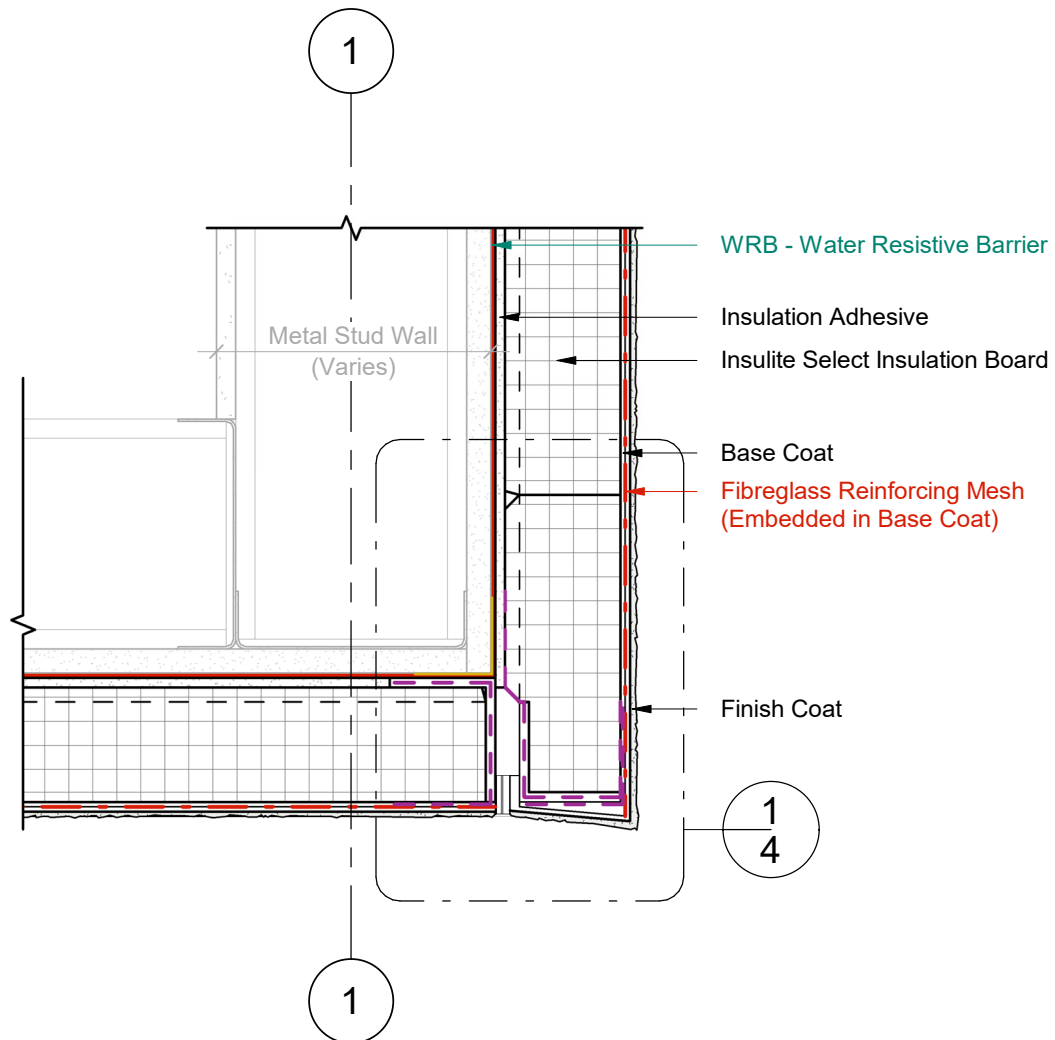 1
WRB - Water Resistive Barrier
Insulation Adhesive
Metal Stud Wall
(Varies)
Insulite Select Insulation Board
Base Coat
Fibreglass Reinforcing Mesh
(Embedded in Base Coat)
Finish Coat
1
4
1